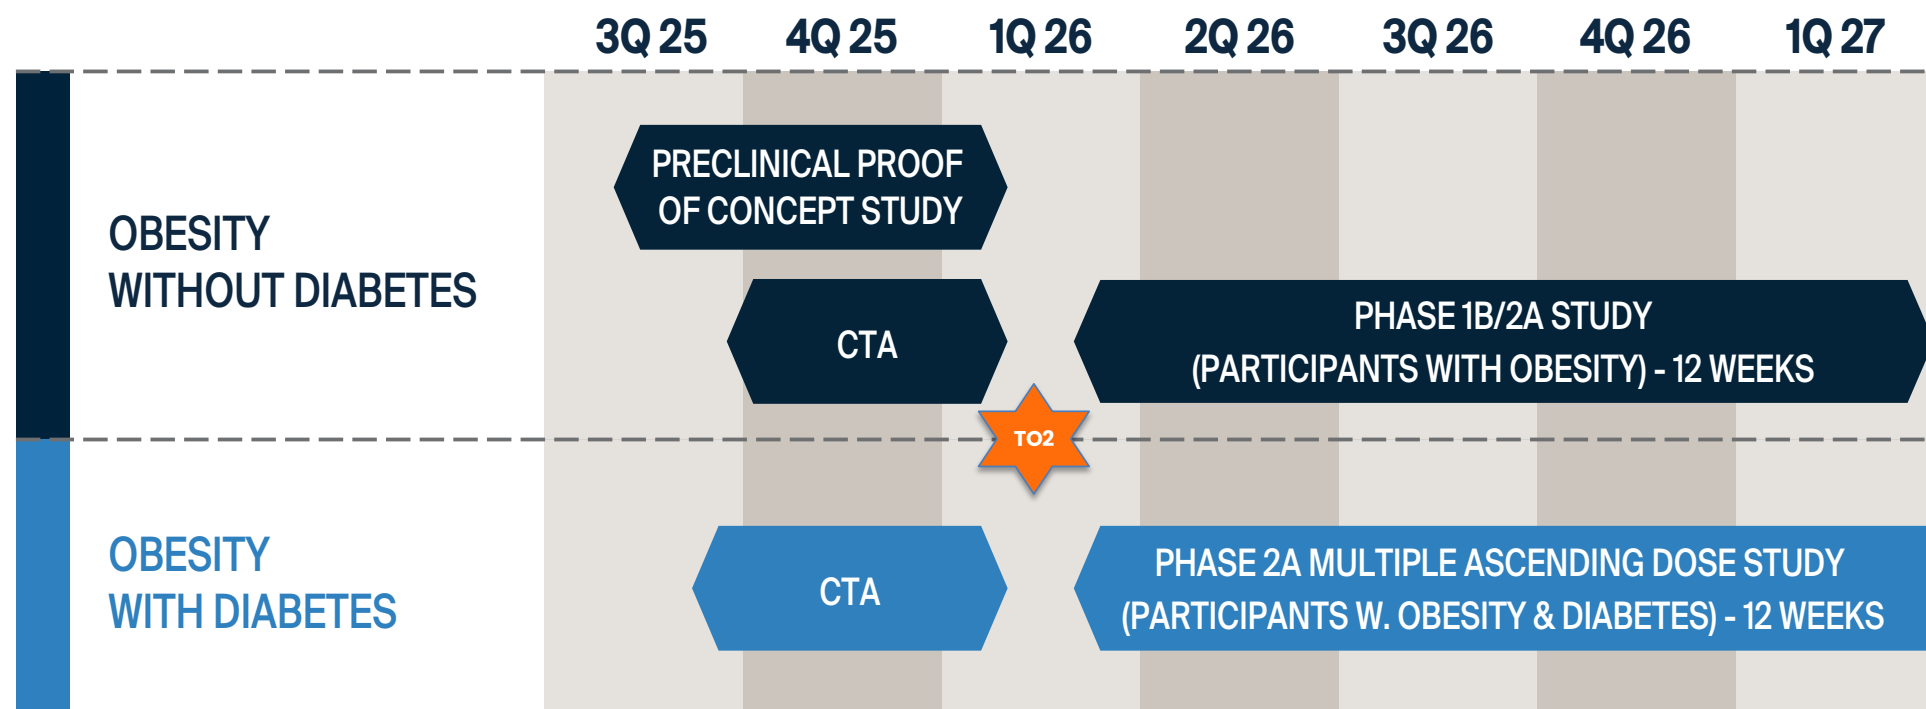 3Q 25 4Q 25 1Q 26 2Q 26 3Q 26 4Q 26 1Q 27
OBESITY
WITHOUT DIABETES
PRECLINICAL PROOF
OF CONCEPT STUDY
CTA
PHASE 1B/2A STUDY
(PARTICIPANTS WITH OBESITY) - 12 WEEKS
TO2
OBESITY
WITH DIABETES
CTA
PHASE 2A MULTIPLE ASCENDING DOSE STUDY
(PARTICIPANTS W. OBESITY & DIABETES) - 12 WEEKS